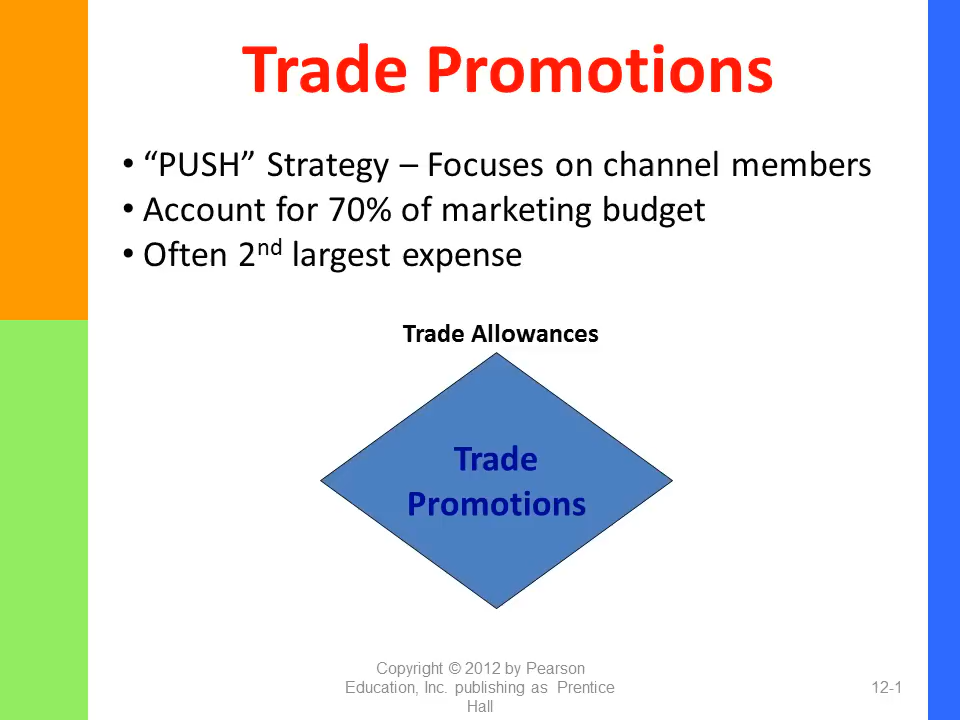 Trade Promotions
• “PUSH” Strategy – Focuses on channel members
• Account for 70% of marketing budget
• Often 2nd largest expense
Trade Allowances
Trade
Promotions
Copyright © 2012 by Pearson
Education, Inc. publishing as Prentice
Hall
12-1